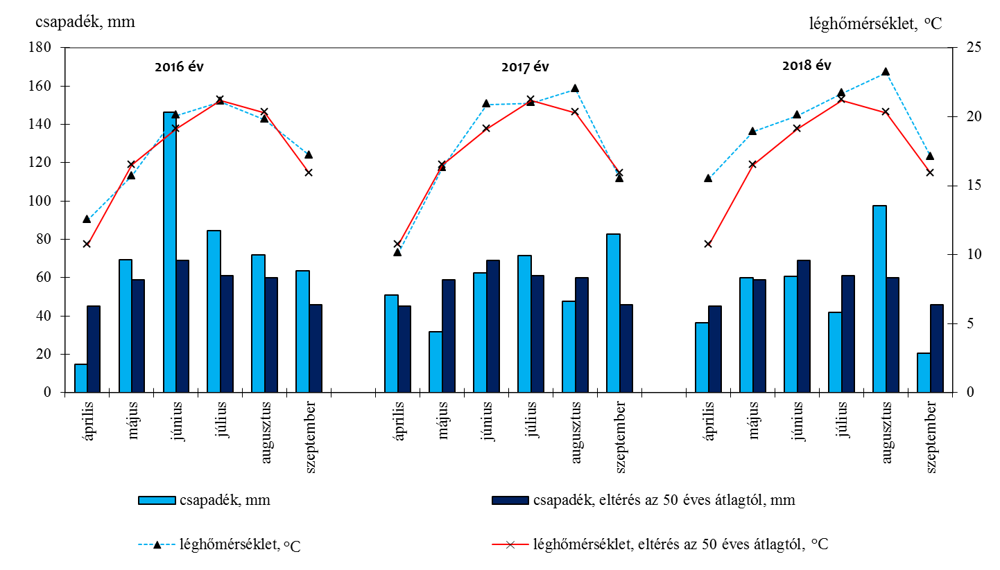 csapadék, mm
léghőmérséklet, °C
180 25
2016 év 2017 év 2018 év
160
140 20
120
100 15
80
60 10
40
20 5
0 0
április május június július augusztus szeptember április május június július augusztus szeptember április május június július augusztus szeptember
csapadék, mm csapadék, eltérés az 50 éves átlagtól, mm
léghőmérséklet, °C léghőmérséklet, eltérés az 50 éves átlagtól, °C